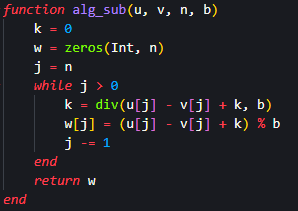 function alg_sub(u, v, n, b)
    k = 0
    w = zeros(Int, n)
    j = n
    while j > 0
        k = div(u[j] - v[j] + k, b)
        w[j] = (u[j] - v[j] + k) % b
        j -= 1
    end
    return w
end